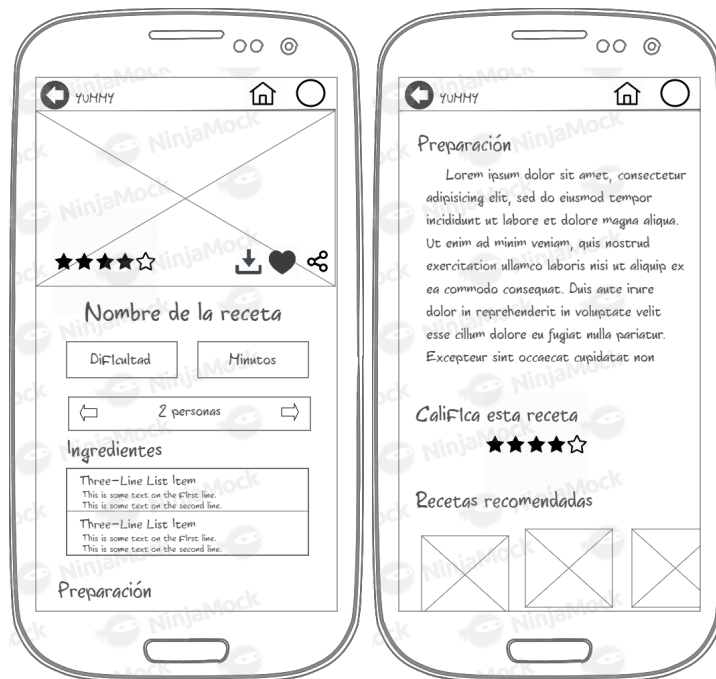 YUMMY
Nombre de la receta
Dificultad
Minutos
2 personas
Ingredientes
Three-Line List Item
This is some text on the first line.
This is some text on the second line.
Three-Line List Item
This is some text on the first line.
This is some text on the second line.
Preparación
YUMMY
Preparación
Lorem ipsum dolor sit amet, consectetur
adipisicing elit, sed do eiusmod tempor
incididunt ut labore et dolore magna aliqua.
Ut enim ad minim veniam, quis nostrud
exercitation ullamco laboris nisi ut aliquip ex
ea commodo consequat. Duis aute irure
dolor in reprehenderit in voluptate velit
esse cillum dolore eu fugiat nulla pariatur.
Excepteur sint occaecat cupidatat non
Califica esta receta
Recetas recomendadas
NinjaMock